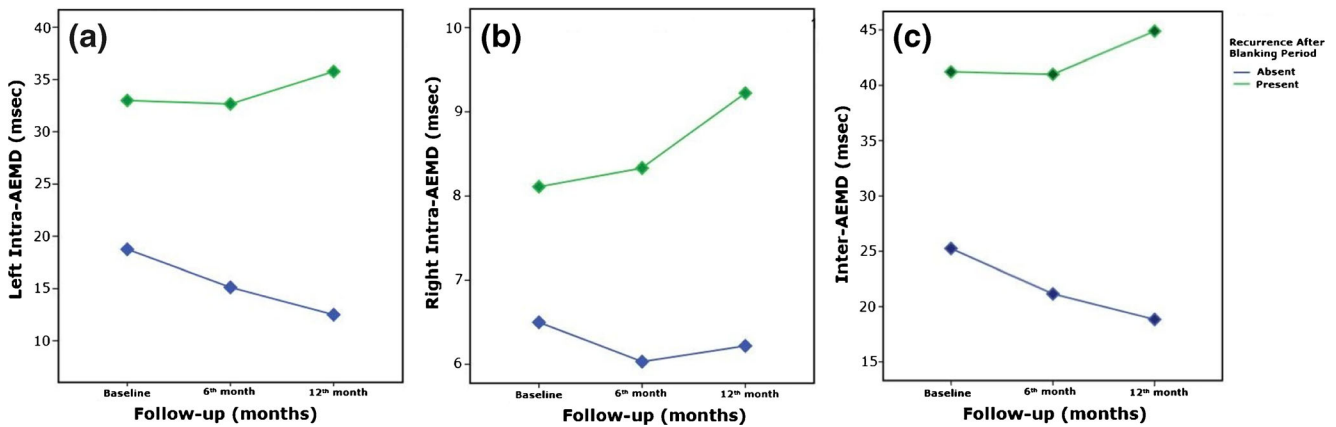 (a)
Left Intra-AEMD (msec)
40
35
30
25
20
15
10
Baseline
6th month
12th month
Follow-up (months)
(b)
Right Intra-AEMD (msec)
10
9
8
7
6
Baseline
6th month
12th month
Follow-up (months)
(c)
Inter-AEMD (msec)
45
40
35
30
25
20
15
Baseline
6th month
12th month
Follow-up (months)
Recurrence After
Blanking Period
Absent
Present